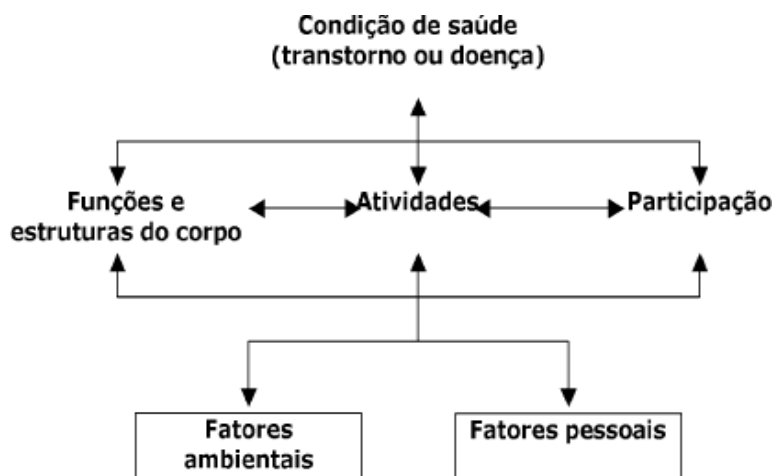 Condição de saúde
(transtorno ou doença)
Funções e
estruturas do corpo
Atividades
Participação
Fatores
ambientais
Fatores pessoais